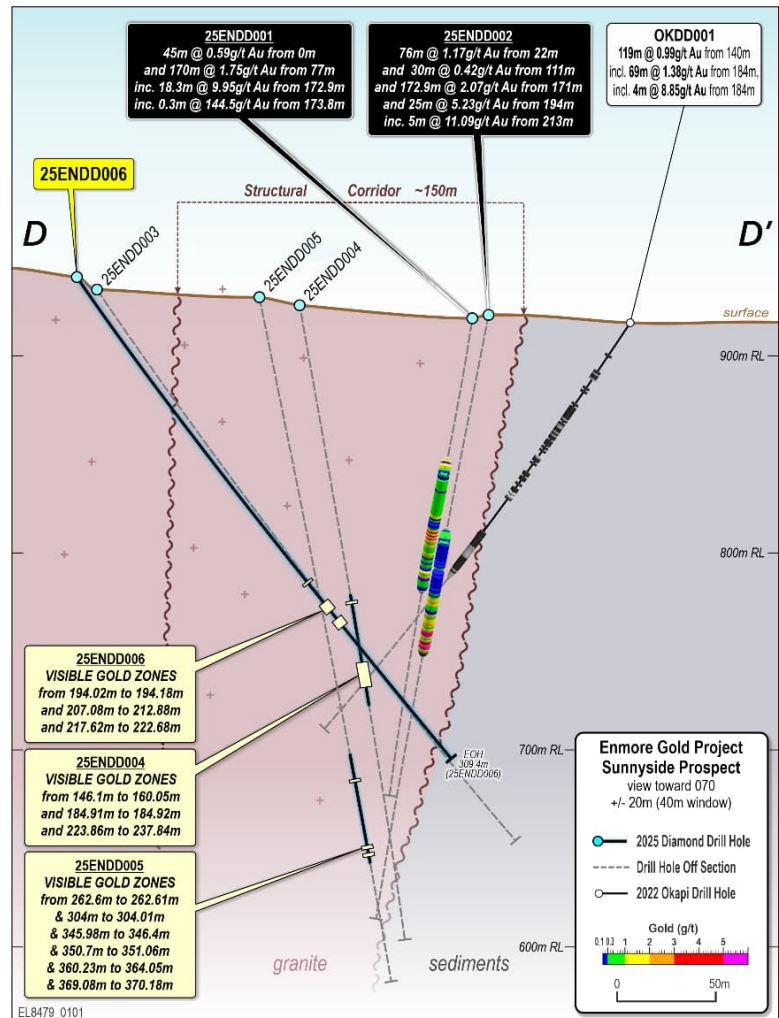 25ENDD001
45m @ 0.59g/t Au from 0m
and 170m @ 1.75g/t Au from 77m
inc. 18.3m @ 9.95g/t Au from 172.9m
inc. 0.3m @ 144.5g/t Au from 173.8m
25ENDD002
76m @ 1.17g/t Au from 22m
and 30m @ 0.42g/t Au from 111m
and 172.9m @ 2.07g/t Au from 171m
and 25m @ 5.23g/t Au from 194m
inc. 5m @ 11.09g/t Au from 213m
OKDD001
119m @ 0.99g/t Au from 140m
incl. 69m @ 1.38g/t Au from 184m,
incl. 4m @ 8.85g/t Au from 184m
25ENDD006
Structural Corridor ~150m
D
D'
25ENDD003
25ENDD005
25ENDD004
surface
900m RL
800m RL
700m RL
600m RL
25ENDD006
VISIBLE GOLD ZONES
from 194.02m to 194.18m
and 207.08m to 212.88m
and 217.62m to 222.68m
25ENDD004
VISIBLE GOLD ZONES
from 146.1m to 160.05m
and 184.91m to 184.92m
and 223.86m to 237.84m
25ENDD005
VISIBLE GOLD ZONES
from 262.6m to 262.61m
& 304m to 304.01m
& 345.98m to 346.4m
& 350.7m to 351.06m
& 360.23m to 364.05m
& 369.08m to 370.18m
EOH
309.4m
(25ENDD006)
granite
sediments
Enmore Gold Project
Sunnyside Prospect
view toward 070
+/- 20m (40m window)
2025 Diamond Drill Hole
Drill Hole Off Section
2022 Okapi Drill Hole
Gold (g/t)
0.1 0.3 1 2 3 4 5
0 50m
EL8479_0101